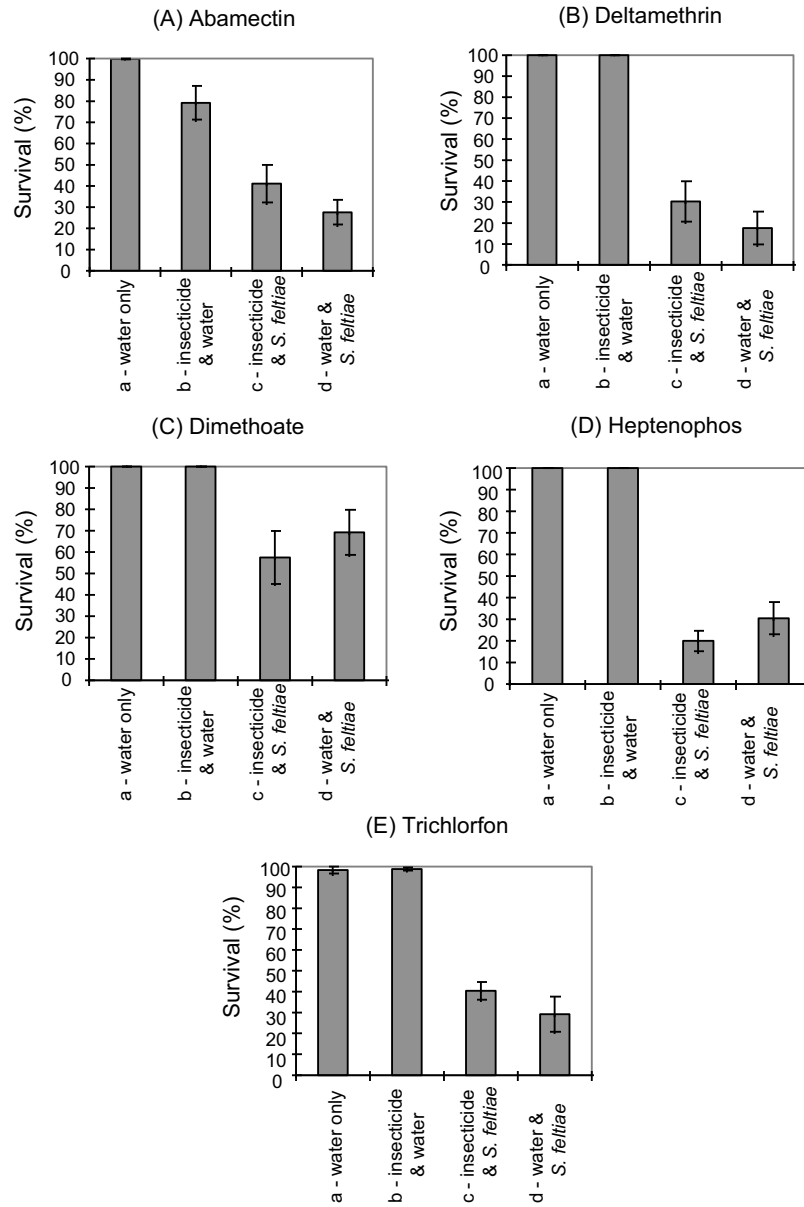 (A) Abamectin
Survival (%)
100
90
80
70
60
50
40
30
20
10
0
a - water only
b - insecticide
& water
c - insecticide
& S. feltiae
d - water &
S. feltiae
(B) Deltamethrin
Survival (%)
100
90
80
70
60
50
40
30
20
10
0
a - water only
b - insecticide
& water
c - insecticide
& S. feltiae
d - water &
S. feltiae
(C) Dimethoate
Survival (%)
100
90
80
70
60
50
40
30
20
10
0
a - water only
b - insecticide
& water
c - insecticide
& S. feltiae
d - water &
S. feltiae
(D) Heptenophos
Survival (%)
100
90
80
70
60
50
40
30
20
10
0
a - water only
b - insecticide
& water
c - insecticide
& S. feltiae
d - water &
S. feltiae
(E) Trichlorfon
Survival (%)
100
90
80
70
60
50
40
30
20
10
0
a - water only
b - insecticide
& water
c - insecticide
& S. feltiae
d - water &
S. feltiae